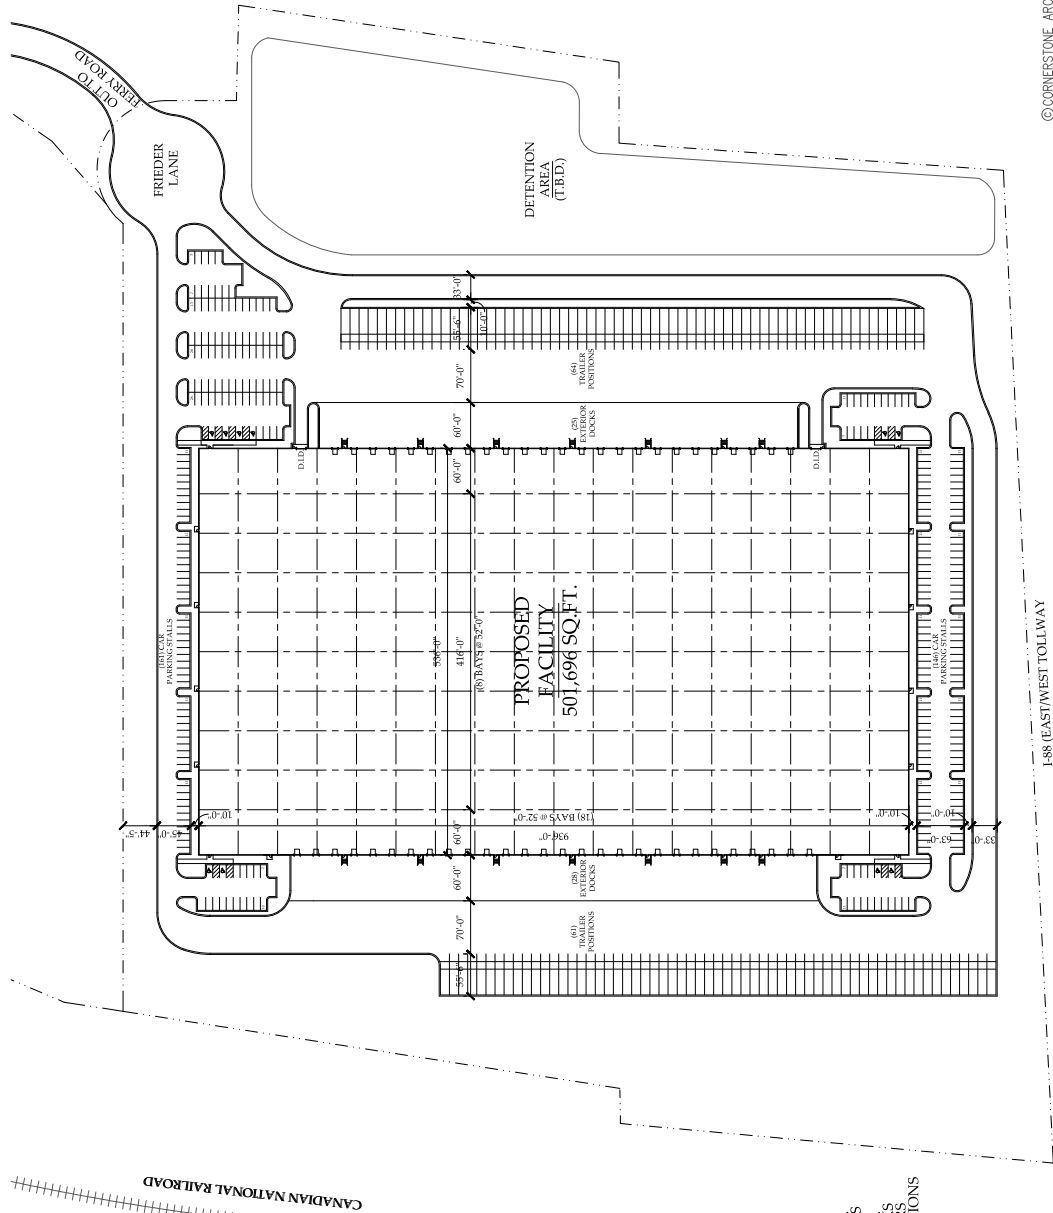 ©CORNERSTONE ARC
OUT TO
FERRY ROAD
FRIEDER
LANE
DETENTION
AREA
(T.B.D.)
33'-0"
55'-6"
10'-0"
70'-0"
(64)
TRAILER
POSITIONS
60'-0"
(25)
EXTERIOR
DOCKS
D.I.D.
60'-0"
D.I.D.
(161) CAR
PARKING STALLS
536'-0"
416'-0"
(8) BAYS @ 52'-0"
PROPOSED
FACILITY
501,696 SQ.FT.
(146) CAR
PARKING STALLS
I-88 (EAST/WEST TOLLWAY
44'-5"
45'-0"
10'-0"
(18) BAYS @ 52'-0"
936'-0"
60'-0"
10'-0"
63'-0"
10'-0"
33'-0"
60'-0"
(28)
EXTERIOR
DOCKS
70'-0"
(61)
TRAILER
POSITIONS
55'-6"
CANADIAN NATIONAL RAILROAD
IONS